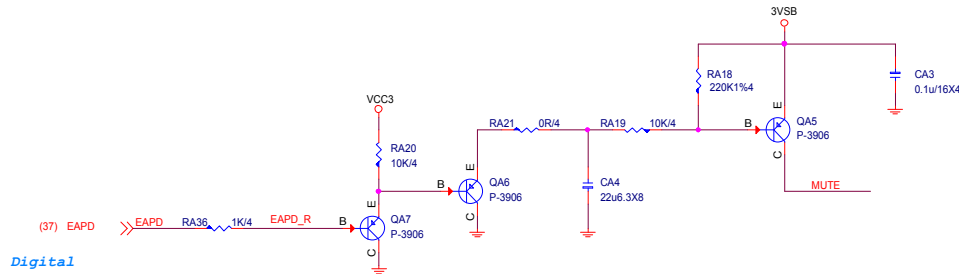 3VSB
RA18
220K1%4
CA3
0.1u/16X4
VCC3
E
RA21
0R/4
RA19
10K/4
B
QA5
P-3906
RA20
10K/4
E
C
B
QA6
P-3906
CA4
22u6.3X8
MUTE
E
C
(37) EAPD
EAPD
RA36
1K/4
EAPD_R
B
QA7
P-3906
C
Digital